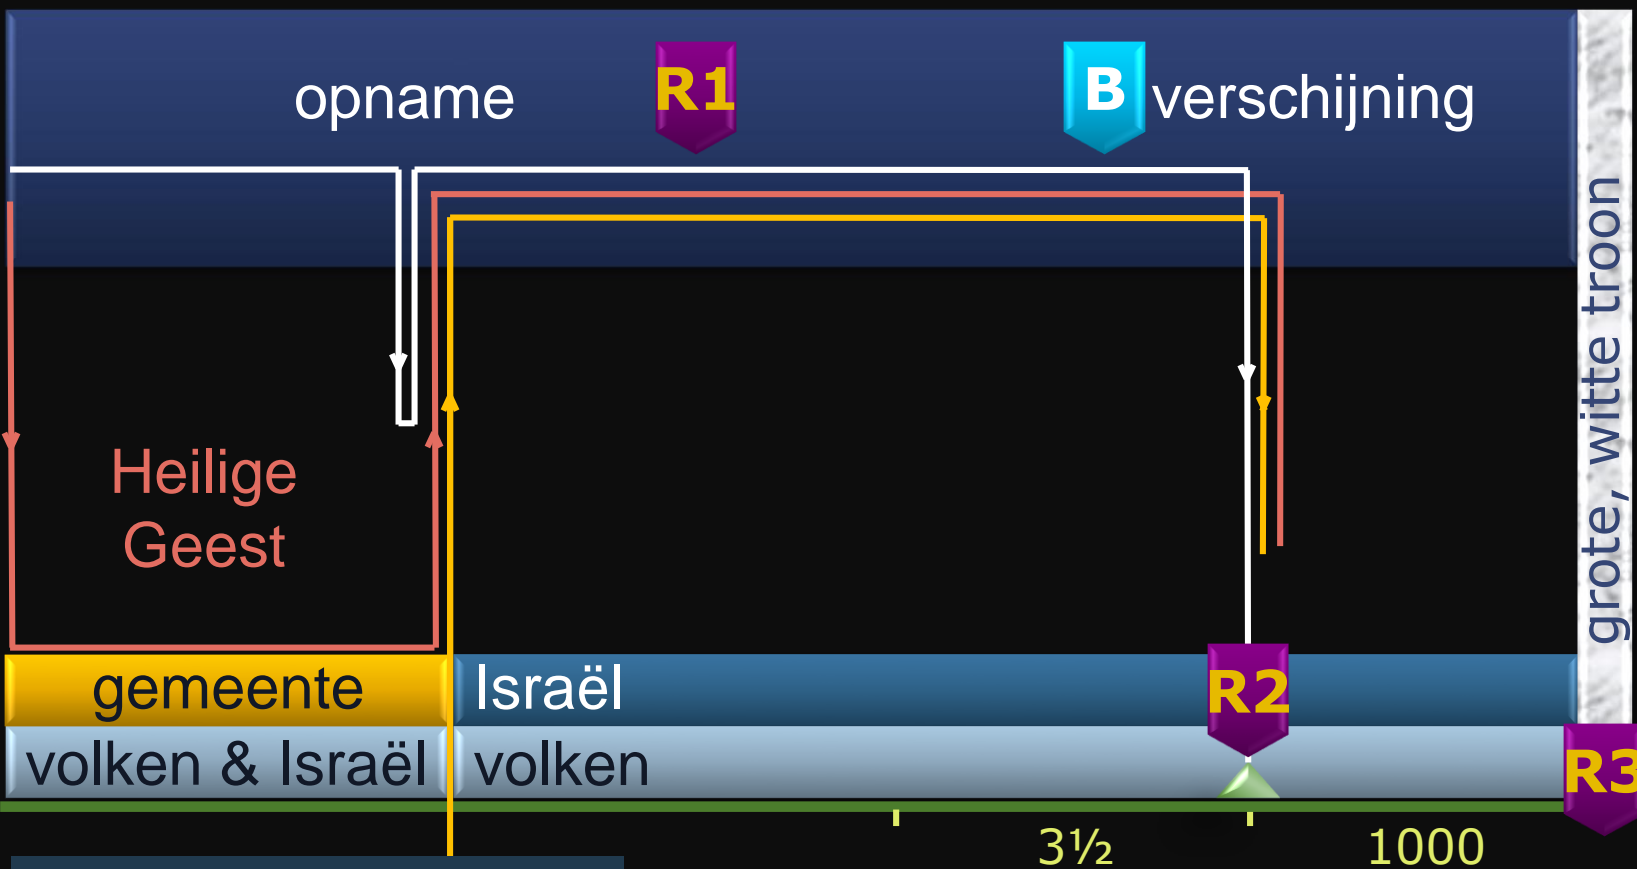 opname
R1
B
verschijning
Heilige
Geest
grote, witte troon
gemeente
Israël
R2
volken & Israël
volken
R3
3½
1000